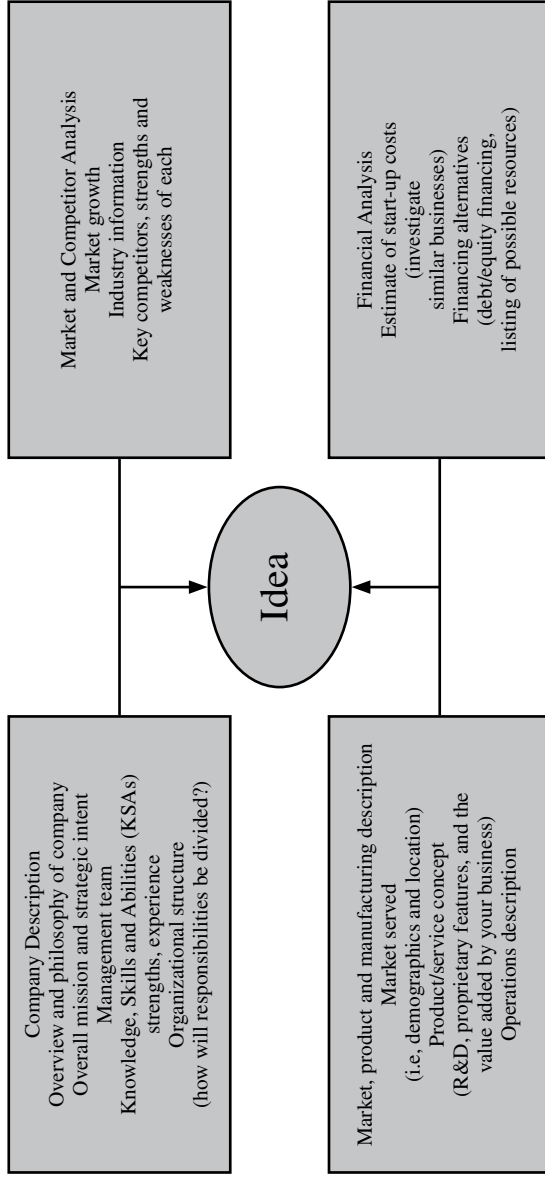 Company Description
Overview and philosophy of company
Overall mission and strategic intent
Management team
Knowledge, Skills and Abilities (KSAs)
strengths, experience
Organizational structure
(how will responsibilities be divided?)
Market and Competitor Analysis
Market growth
Industry information
Key competitors, strengths and
weaknesses of each
Idea
Market, product and manufacturing description
Market served
(i.e, demographics and location)
Product/service concept
(R&D, proprietary features, and the
value added by your business)
Operations description
Financial Analysis
Estimate of start-up costs
(investigate
similar businesses)
Financing alternatives
(debt/equity financing,
listing of possible resources)